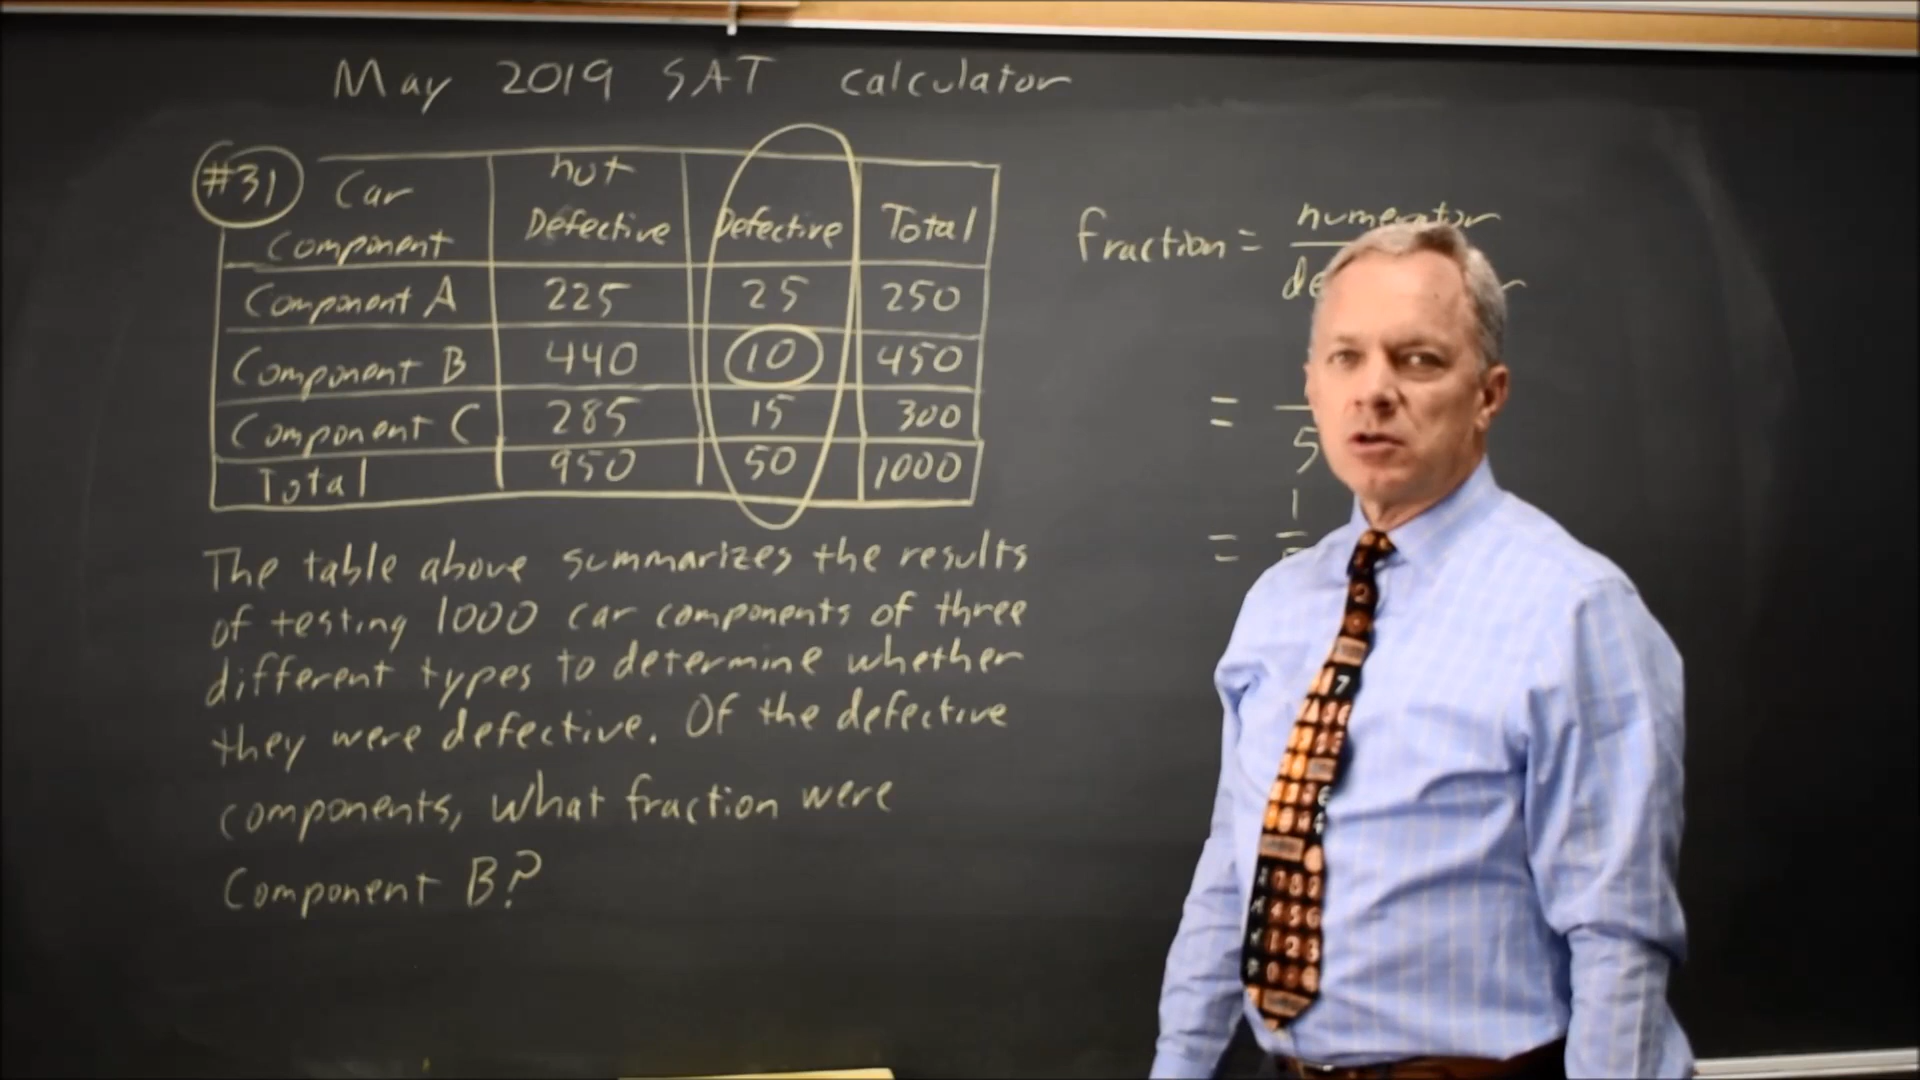 May 2019 SAT calculator
#31 Car Component not Defective Defective Total
Component A 225 25 250
Component B 440 10 450
Component C 285 15 300
Total 950 50 1000
The table above summarizes the results
of testing 1000 car components of three
different types to determine whether
they were defective. Of the defective
components, what fraction were
Component B?
fraction = numerator
=
5
= 1